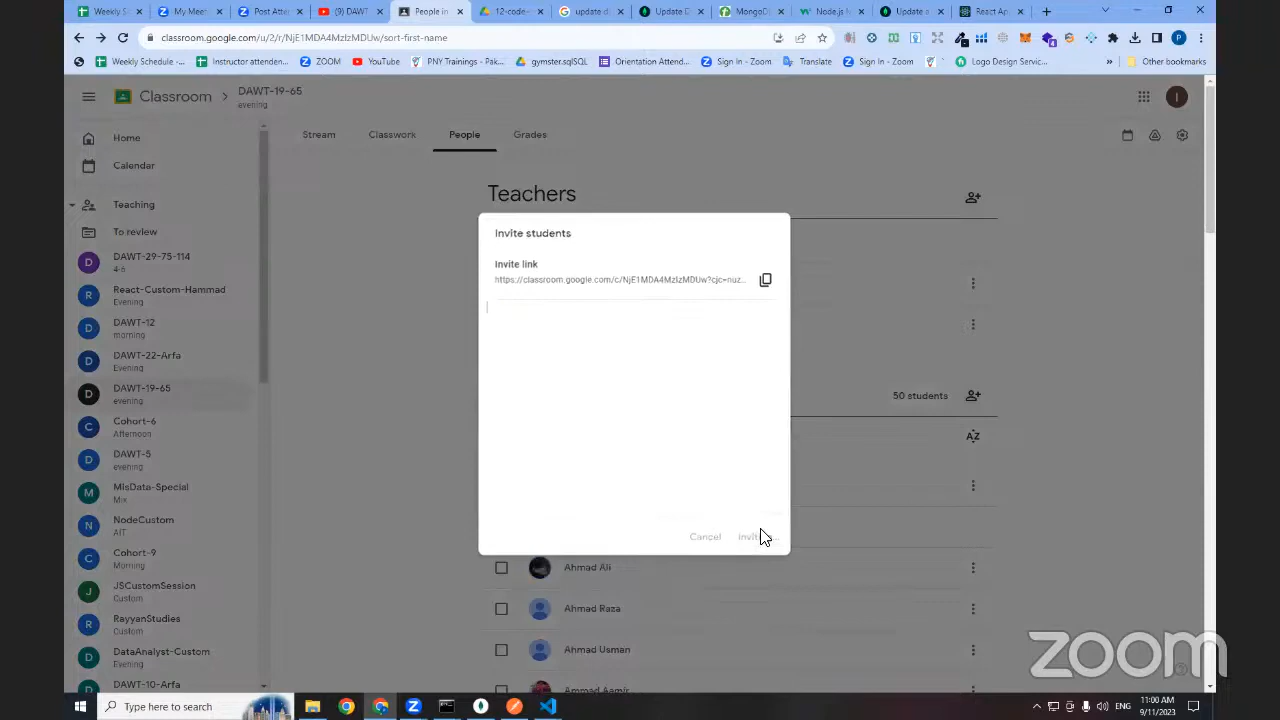 Weekly S
My Meet
Post Atte
(9) DAWT
People in
12-code-
update d
Update D
MongoDB
Node.js
Update a
React Ap
classroom.google.com/u/2/r/NjE1MDA4MzIzMDUw/sort-first-name
Weekly Schedule -...
Instructor attenden...
ZOOM
YouTube
PNY Trainings - Pak...
gymster.sqlSQL
Orientation Attend...
Sign in - Zoom
Translate
Sign In - Zoom
Logo Design Servic...
»
Other bookmarks
Classroom > DAWT-19-65
evening
I
Home
Calendar
Teaching
To review
D DAWT-29-75-114
4-6
R React-Custom-Hammad
Evening
D DAWT-12
morning
D DAWT-22-Arfa
Evening
D DAWT-19-65
evening
C Cohort-6
Afternoon
D DAWT-5
evening
M MIsData-Special
Mix
N NodeCustom
AIT
C Cohort-9
Morning
J JSCustomSession
Custom
R RayyanStudies
Custom
D DataAnalyst-Custom
DAWT-10-Arfa
Stream Classwork People Grades
Teachers
Invite students
Invite link
https://classroom.google.com/c/NjE1MDA4MzIzMDUw?cjc=nuz...
Cancel
50 students
AZ
Ahmad Ali
Ahmad Raza
Ahmad Usman
Ahmad Aamir
zoom
Type here to search
ENG
11:00 AM
9/11/2023